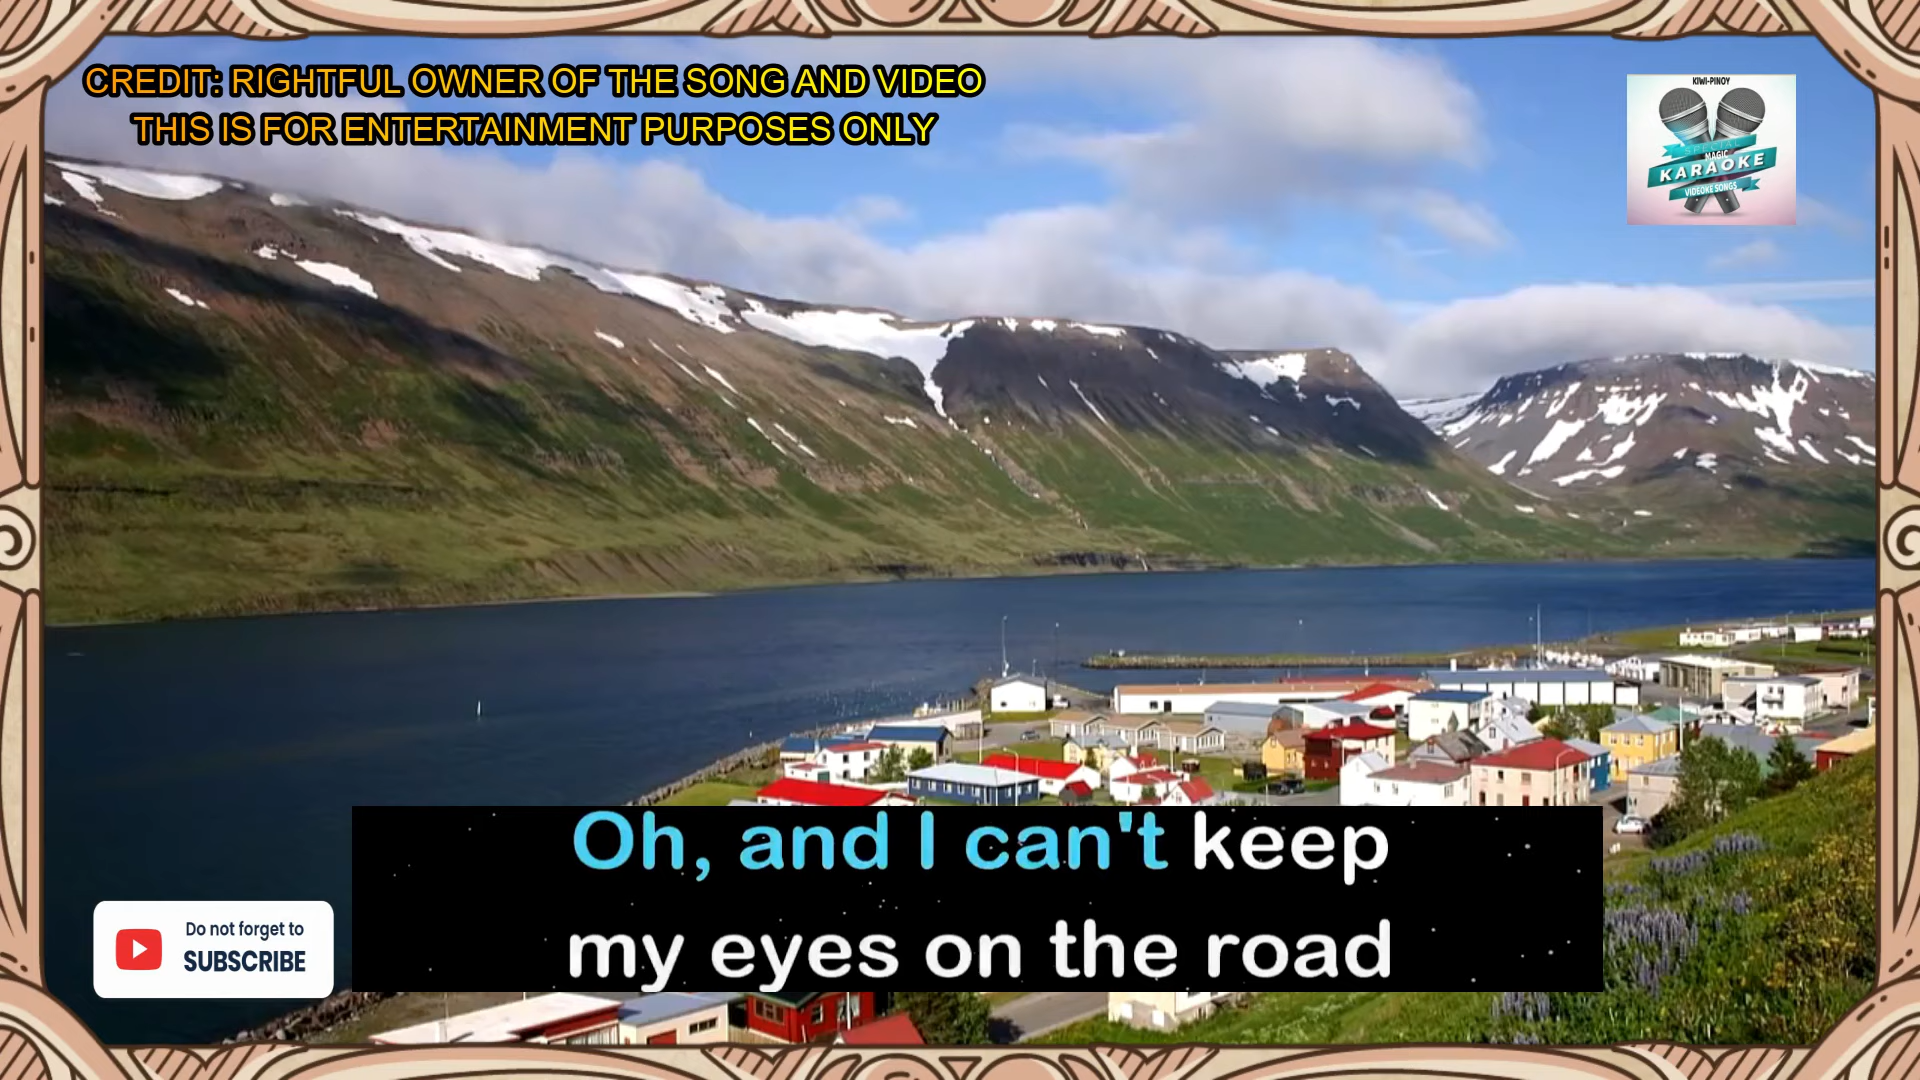 CREDIT: RIGHTFUL OWNER OF THE SONG AND VIDEO
THIS IS FOR ENTERTAINMENT PURPOSES ONLY
KIWI-PINOY
SPECIAL
MAGIC
KARAOKE
VIDEOKE SONGS
Oh, and I can't keep
my eyes on the road
Do not forget to
SUBSCRIBE